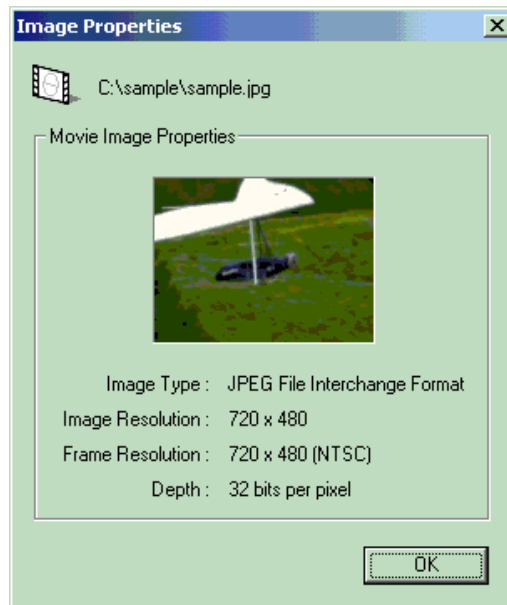 Image Properties
C:\sample\sample.jpg
Movie Image Properties
Image Type : JPEG File Interchange Format
Image Resolution : 720 x 480
Frame Resolution : 720 x 480 (NTSC)
Depth : 32 bits per pixel
OK